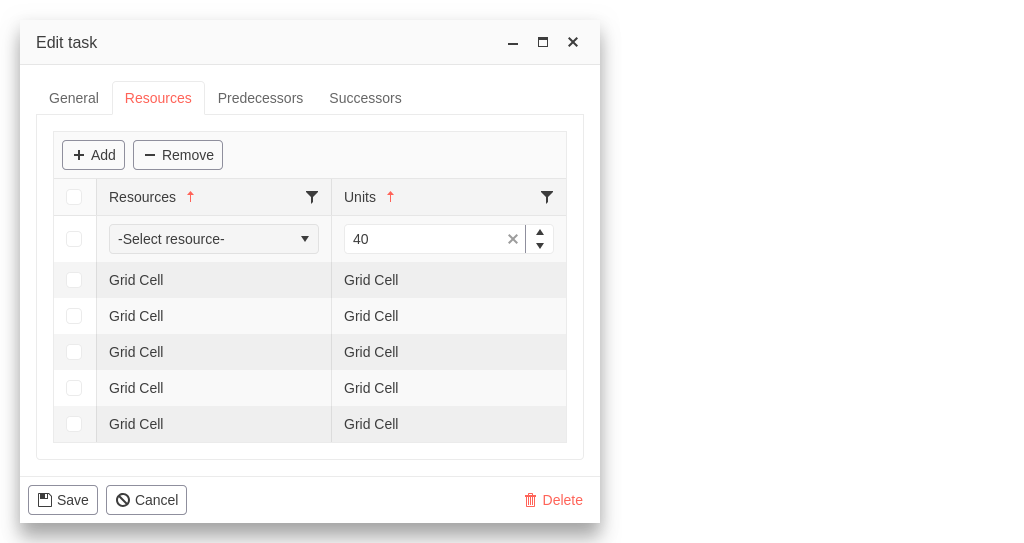 Edit task
General Resources Predecessors Successors
Add Remove
Resources Units
-Select resource- 40
Grid Cell Grid Cell
Grid Cell Grid Cell
Grid Cell Grid Cell
Grid Cell Grid Cell
Grid Cell Grid Cell
Save Cancel Delete